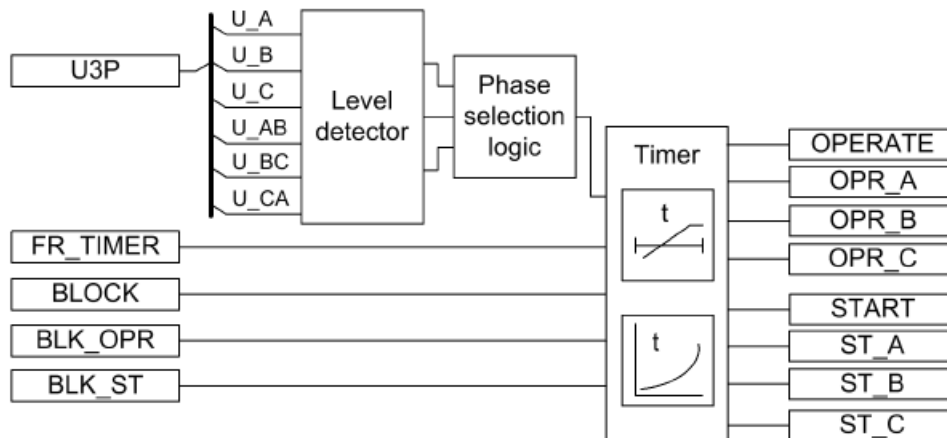 U3P
U_A
U_B
U_C
U_AB
U_BC
U_CA
Level
detector
Phase
selection
logic
Timer
t
t
FR_TIMER
BLOCK
BLK_OPR
BLK_ST
OPERATE
OPR_A
OPR_B
OPR_C
START
ST_A
ST_B
ST_C